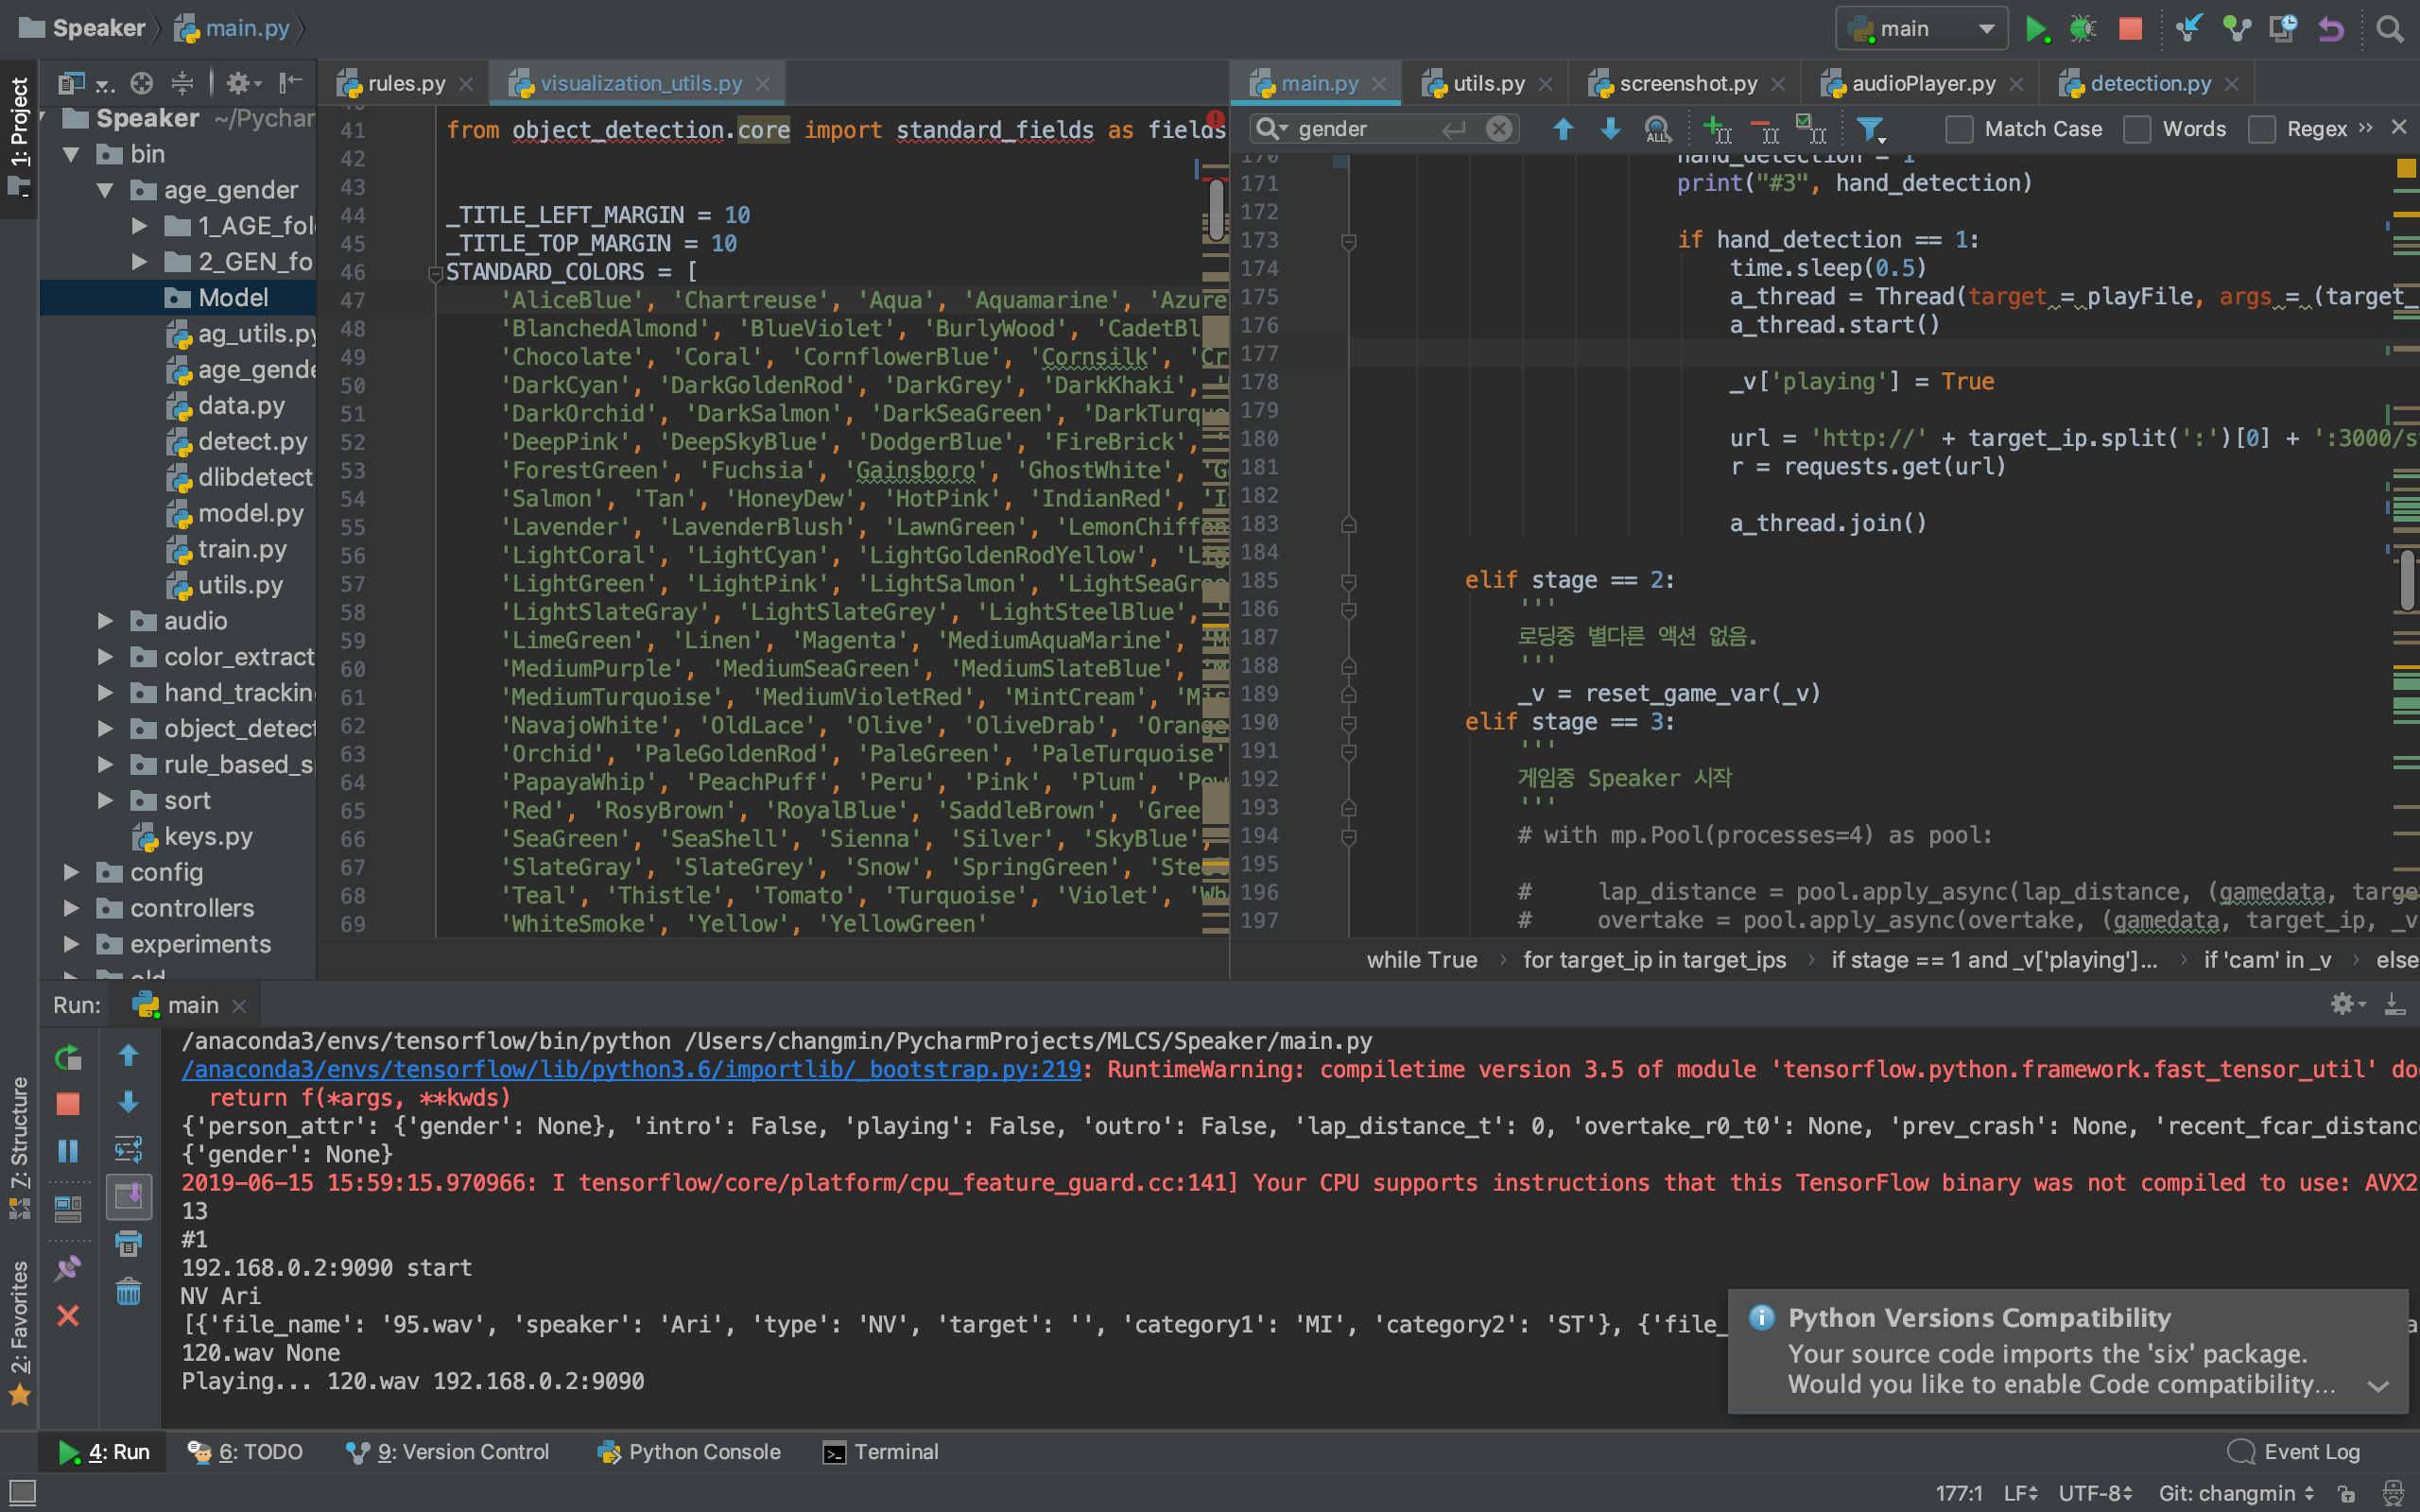 Speaker
main.py
main
1: Project
rules.py
visualization_utils.py
main.py
utils.py
screenshot.py
audioPlayer.py
detection.py
gender
Match Case
Words
Regex
Speaker ~/Pychar
bin
age_gender
1_AGE_fol
2_GEN_fo
Model
ag_utils.py
age_gende
data.py
detect.py
dlibdetect
model.py
train.py
utils.py
audio
color_extract
hand_trackin
object_detect
rule_based_s
sort
keys.py
config
controllers
experiments
41 from object_detection.core import standard_fields as fields
42
43
44 _TITLE_LEFT_MARGIN = 10
45 _TITLE_TOP_MARGIN = 10
46 STANDARD_COLORS = [
47 'AliceBlue', 'Chartreuse', 'Aqua', 'Aquamarine', 'Azure
48 'BlanchedAlmond', 'BlueViolet', 'BurlyWood', 'CadetBl
49 'Chocolate', 'Coral', 'CornflowerBlue', 'Cornsilk', 'Cr
50 'DarkCyan', 'DarkGoldenRod', 'DarkGrey', 'DarkKhaki',
51 'DarkOrchid', 'DarkSalmon', 'DarkSeaGreen', 'DarkTurqu
52 'DeepPink', 'DeepSkyBlue', 'DodgerBlue', 'FireBrick',
53 'ForestGreen', 'Fuchsia', 'Gainsboro', 'GhostWhite', 'G
54 'Salmon', 'Tan', 'HoneyDew', 'HotPink', 'IndianRed', 'I
55 'Lavender', 'LavenderBlush', 'LawnGreen', 'LemonChiffon
56 'LightCoral', 'LightCyan', 'LightGoldenRodYellow', 'Lig
57 'LightGreen', 'LightPink', 'LightSalmon', 'LightSeaGre
58 'LightSlateGray', 'LightSlateGrey', 'LightSteelBlue', '
59 'LimeGreen', 'Linen', 'Magenta', 'MediumAquaMarine', 'M
60 'MediumPurple', 'MediumSeaGreen', 'MediumSlateBlue', 'M
61 'MediumTurquoise', 'MediumVioletRed', 'MintCream', 'Mis
62 'NavajoWhite', 'OldLace', 'Olive', 'OliveDrab', 'Orange
63 'Orchid', 'PaleGoldenRod', 'PaleGreen', 'PaleTurquoise'
64 'PapayaWhip', 'PeachPuff', 'Peru', 'Pink', 'Plum', 'Pow
65 'Red', 'RosyBrown', 'RoyalBlue', 'SaddleBrown', 'Gree
66 'SeaGreen', 'SeaShell', 'Sienna', 'Silver', 'SkyBlue',
67 'SlateGray', 'SlateGrey', 'Snow', 'SpringGreen', 'Stee
68 'Teal', 'Thistle', 'Tomato', 'Turquoise', 'Violet', 'Wh
69 'WhiteSmoke', 'Yellow', 'YellowGreen'
170 hand_detection = 1
171 print("#3", hand_detection)
172
173 if hand_detection == 1:
174 time.sleep(0.5)
175 a_thread = Thread(target = playFile, args = (target_
176 a_thread.start()
177
178 _v['playing'] = True
179
180 url = 'http://' + target_ip.split(':')[0] + ':3000/s
181 r = requests.get(url)
182
183 a_thread.join()
184
185 elif stage == 2:
186 '''
187 로딩중 별다른 액션 없음.
188 '''
189 _v = reset_game_var(_v)
190 elif stage == 3:
191 '''
192 게임중 Speaker 시작
193 '''
194 # with mp.Pool(processes=4) as pool:
195
196 # lap_distance = pool.apply_async(lap_distance, (gamedata, targe
197 # overtake = pool.apply_async(overtake, (gamedata, target_ip, _v
while True › for target_ip in target_ips › if stage == 1 and _v['playing']... › if 'cam' in _v › else
Run: main
/anaconda3/envs/tensorflow/bin/python /Users/changmin/PycharmProjects/MLCS/Speaker/main.py
/anaconda3/envs/tensorflow/lib/python3.6/importlib/_bootstrap.py:219: RuntimeWarning: compiletime version 3.5 of module 'tensorflow.python.framework.fast_tensor_util' doe
return f(*args, **kwds)
{'person_attr': {'gender': None}, 'intro': False, 'playing': False, 'outro': False, 'lap_distance_t': 0, 'overtake_r0_t0': None, 'prev_crash': None, 'recent_fcar_distanc
{'gender': None}
2019-06-15 15:59:15.970966: I tensorflow/core/platform/cpu_feature_guard.cc:141] Your CPU supports instructions that this TensorFlow binary was not compiled to use: AVX2
13
#1
192.168.0.2:9090 start
NV Ari
[{'file_name': '95.wav', 'speaker': 'Ari', 'type': 'NV', 'target': '', 'category1': 'MI', 'category2': 'ST'}, {'file_
120.wav None
Playing... 120.wav 192.168.0.2:9090
Python Versions Compatibility
Your source code imports the 'six' package.
Would you like to enable Code compatibility...
Z: Structure
2: Favorites
4: Run
6: TODO
9: Version Control
Python Console
Terminal
Event Log
177:1 LF UTF-8 Git: changmin